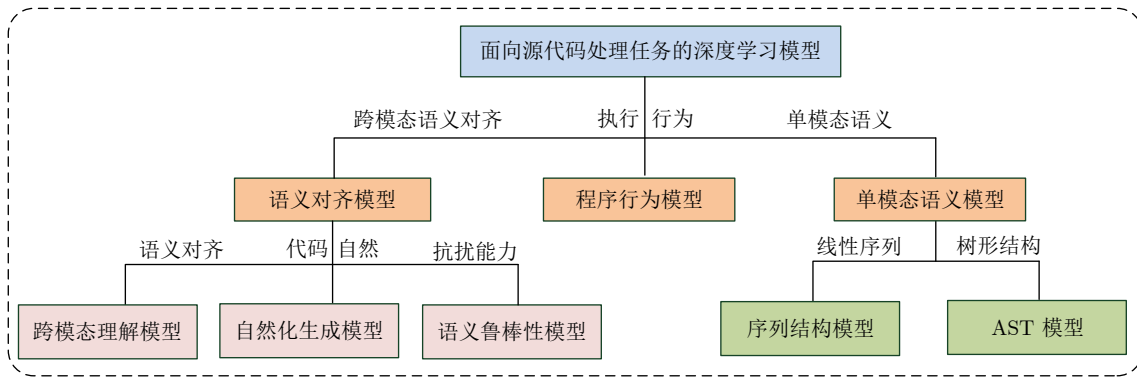 面向源代码处理任务的深度学习模型
跨模态语义对齐 执行 行为 单模态语义
语义对齐模型 程序行为模型 单模态语义模型
语义对齐 代码 自然 抗扰能力 线性序列 树形结构
跨模态理解模型 自然化生成模型 语义鲁棒性模型 序列结构模型 AST 模型